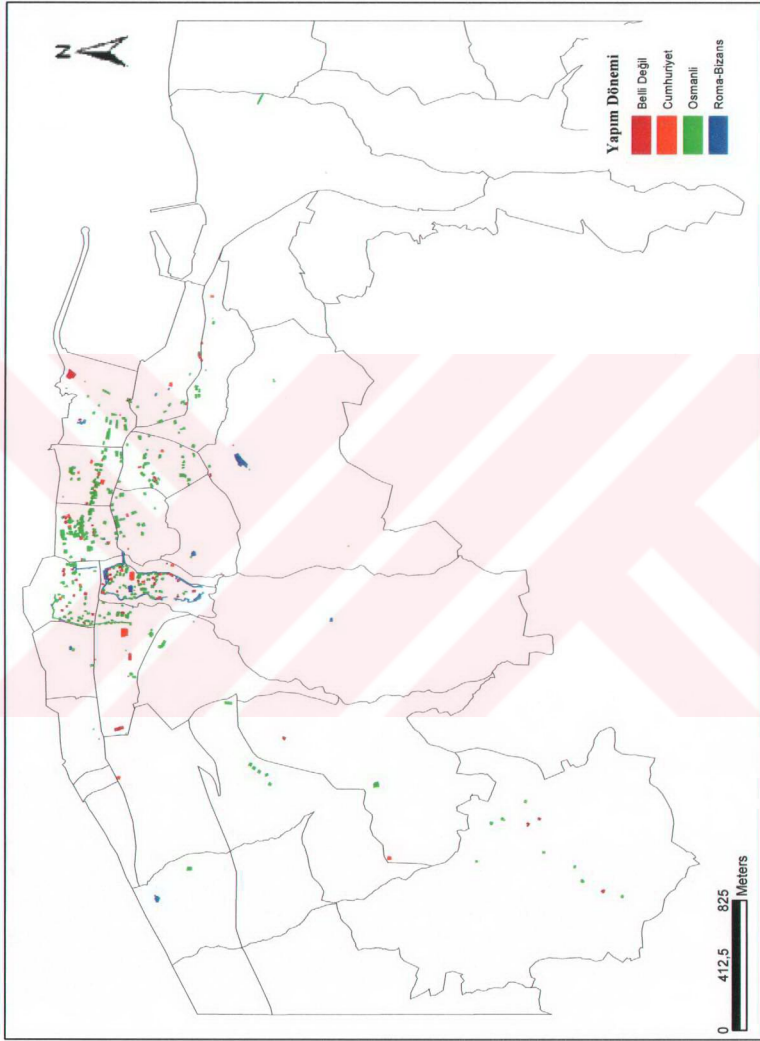 N
Yapım Dönemi
Belli Değil
Cumhuriyet
Osmanli
Roma-Bizans
0 412,5 825
Meters